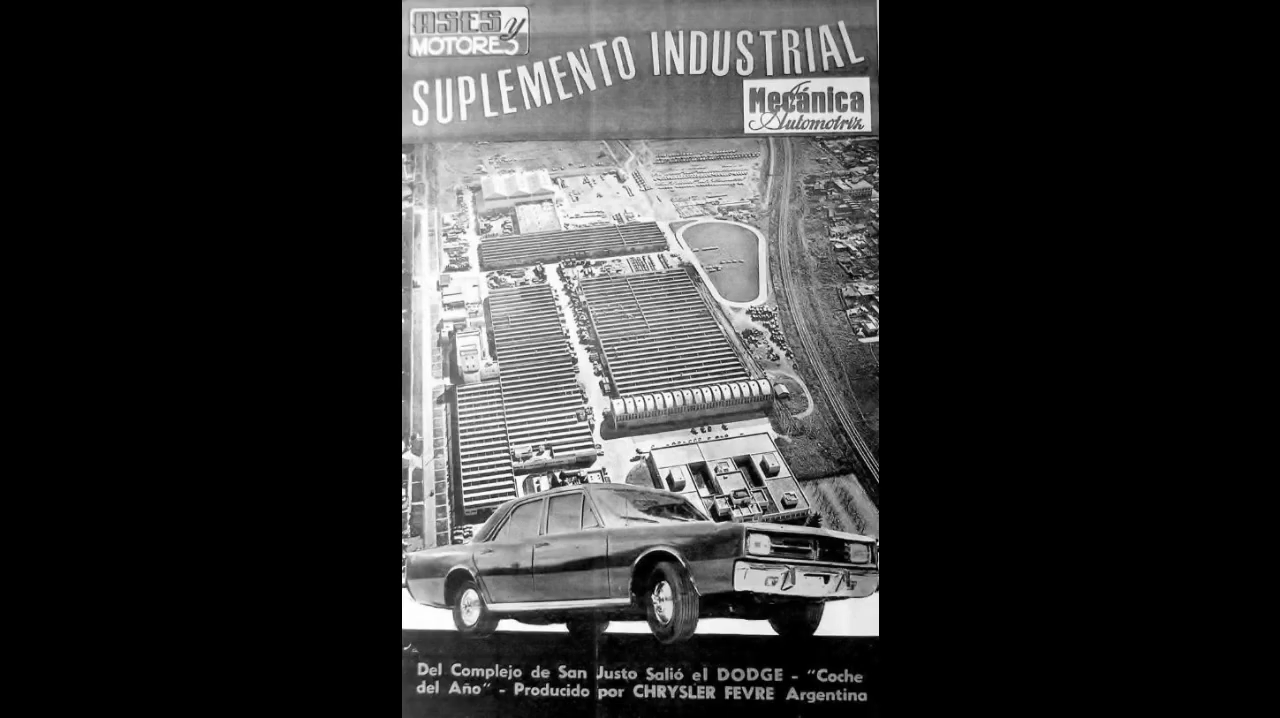 ASES y
MOTORES
SUPLEMENTO INDUSTRIAL
Mecánica
Automotriz
Del Complejo de San Justo Salió el DODGE - "Coche
del Año" - Producido por CHRYSLER FEVRE Argentina